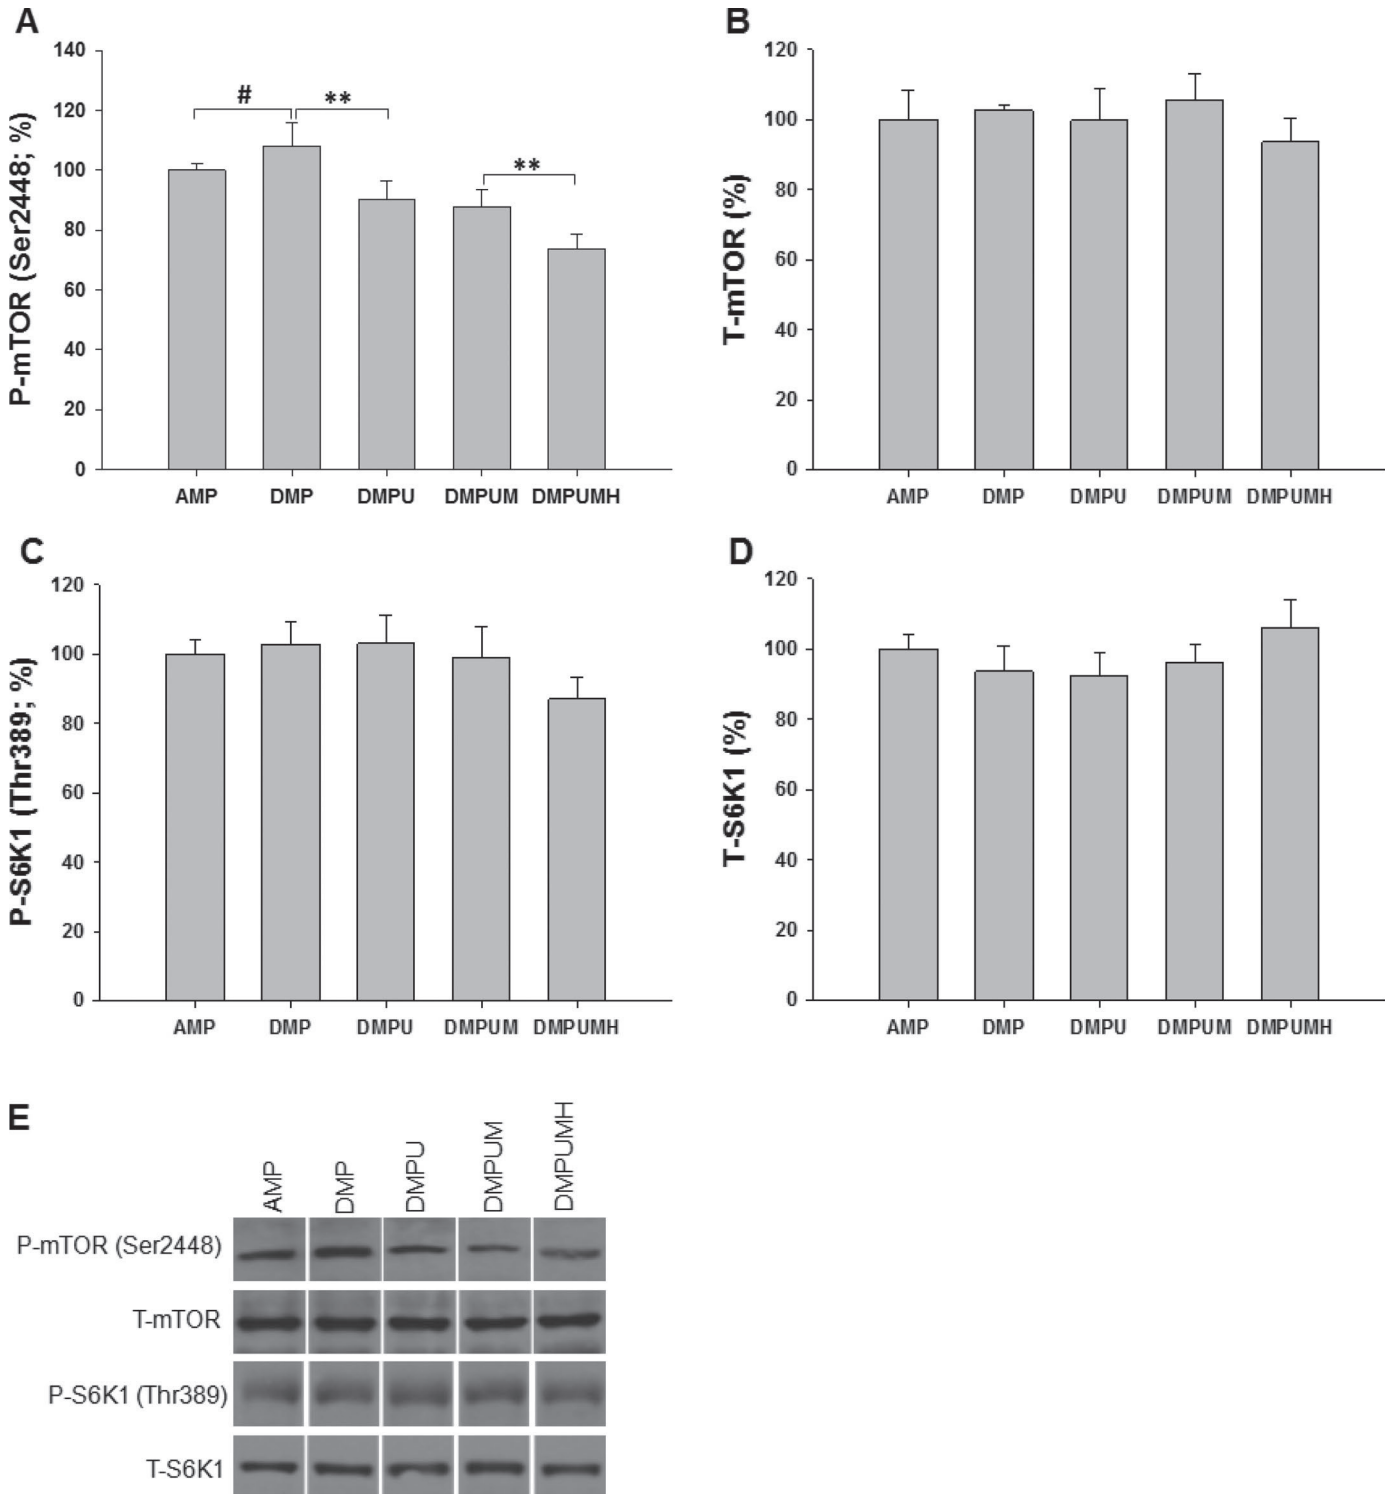 A
P-mTOR (Ser2448; %)
140
120
100
80
60
40
20
0
#
**
**
AMP DMP DMPU DMPUM DMPUMH
B
T-mTOR (%)
120
100
80
60
40
20
0
AMP DMP DMPU DMPUM DMPUMH
C
P-S6K1 (Thr389; %)
120
100
80
60
40
20
0
AMP DMP DMPU DMPUM DMPUMH
D
T-S6K1 (%)
120
100
80
60
40
20
0
AMP DMP DMPU DMPUM DMPUMH
E
AMP
DMP
DMPU
DMPUM
DMPUMH
P-mTOR (Ser2448)
T-mTOR
P-S6K1 (Thr389)
T-S6K1